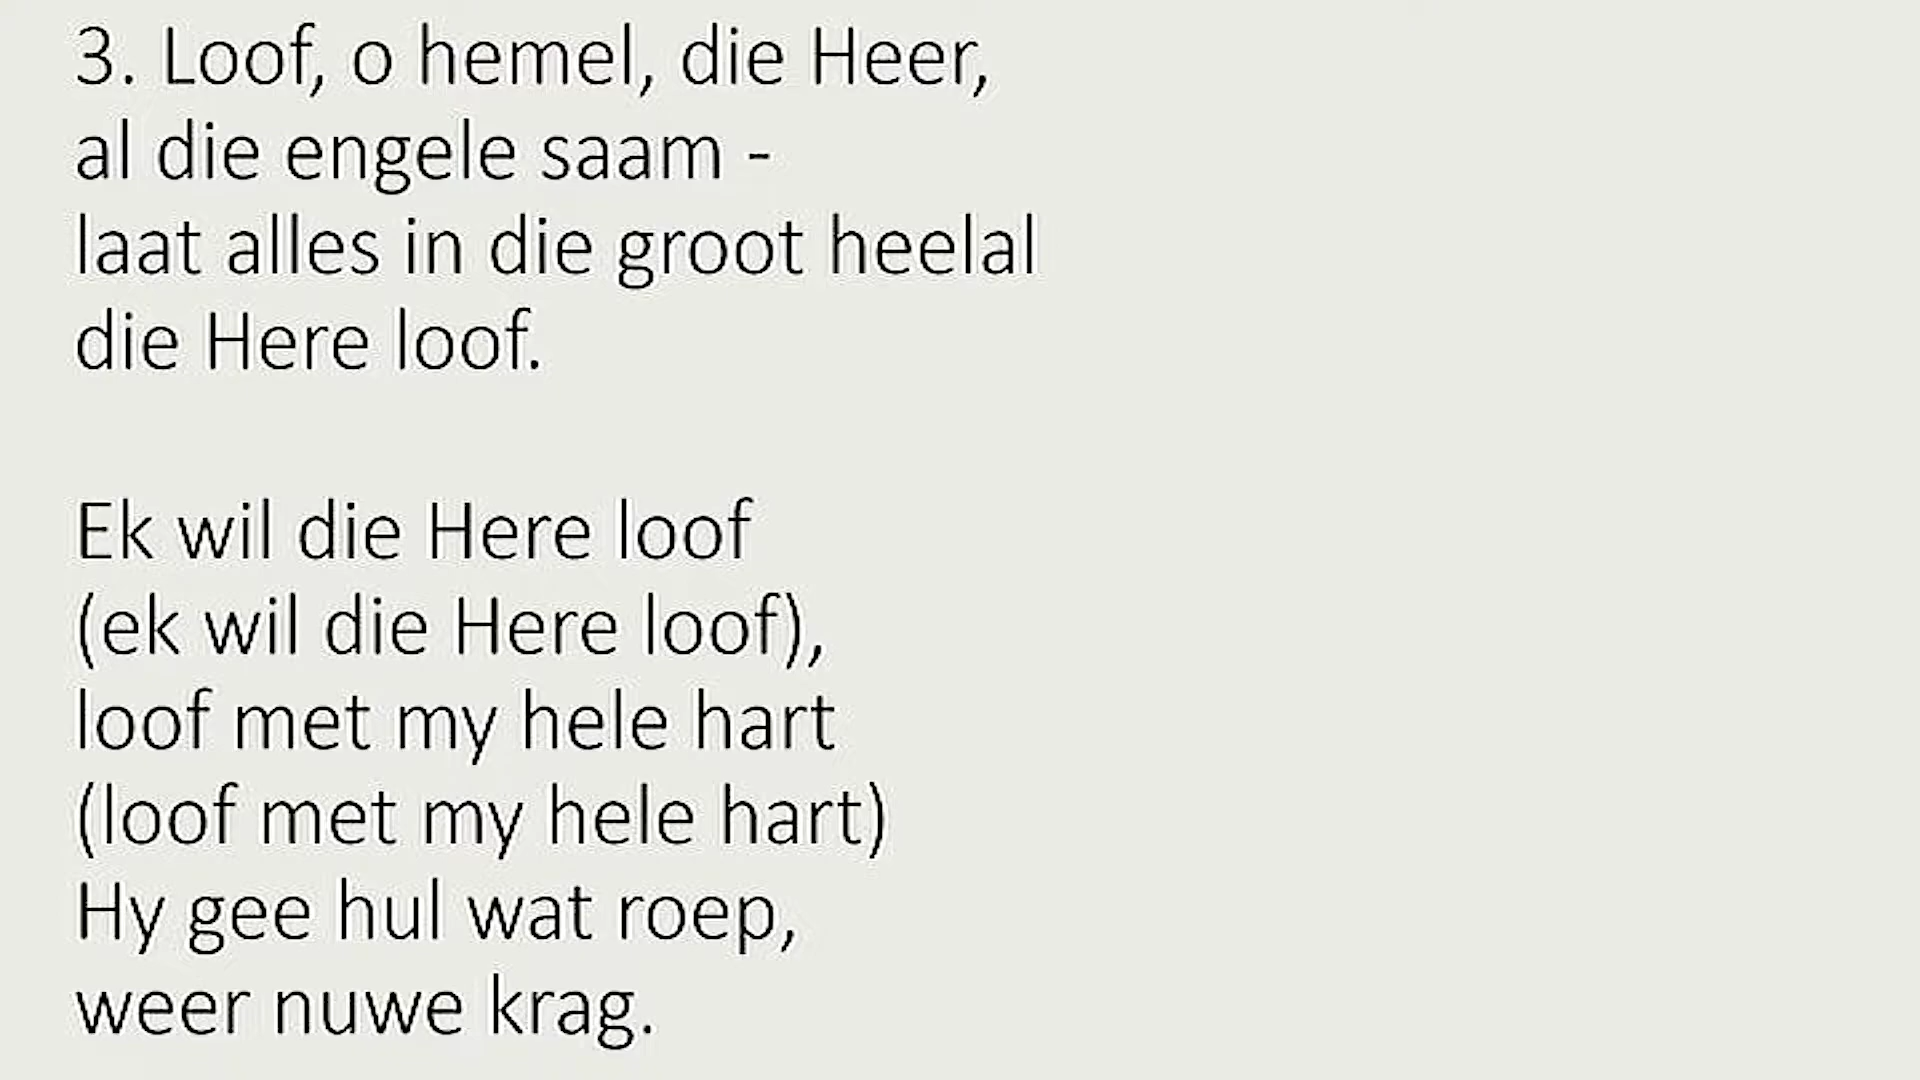 3. Loof, o hemel, die Heer,
al die engele saam -
laat alles in die groot heelal
die Here loof.
Ek wil die Here loof
(ek wil die Here loof),
loof met my hele hart
(loof met my hele hart)
Hy gee hul wat roep,
weer nuwe krag.